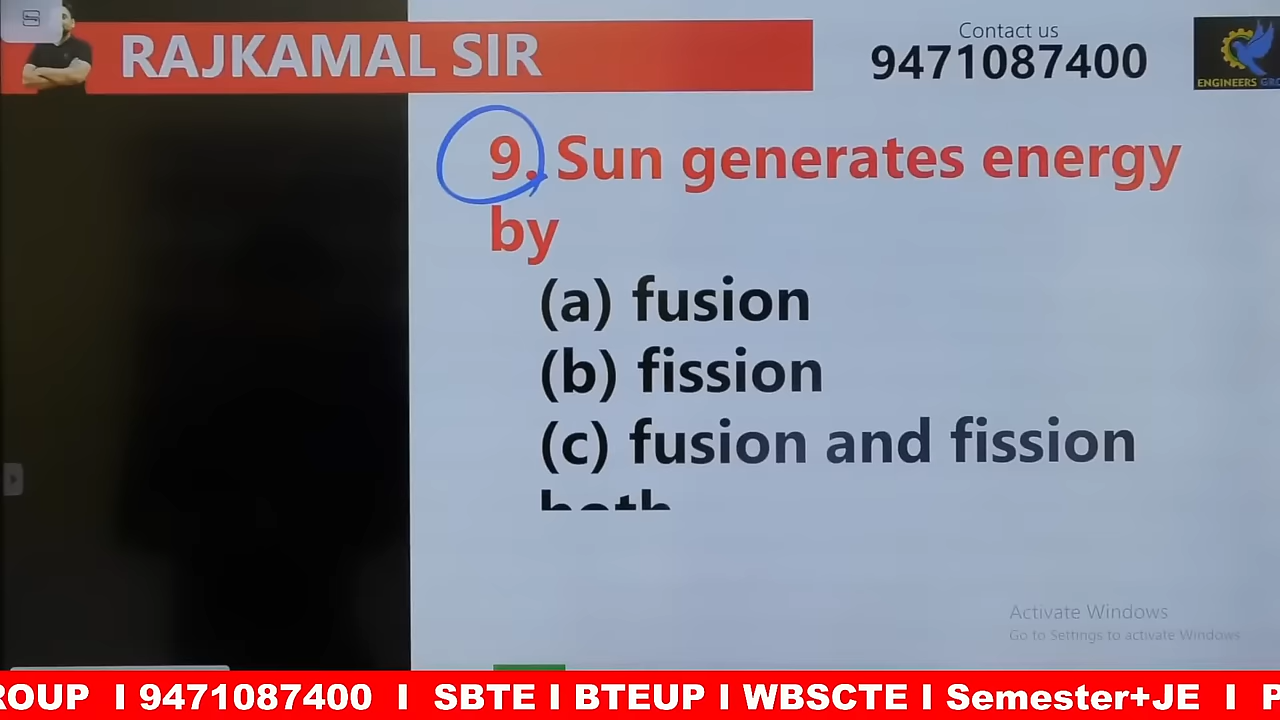 RAJKAMAL SIR
Contact us
9471087400
ENGINEERS
9. Sun generates energy
by
(a) fusion
(b) fission
(c) fusion and fission
both
Activate Windows
Go to Settings to activate Windows
ROUP I 9471087400 I SBTE I BTEUP I WBSCTE I Semester+JE I P